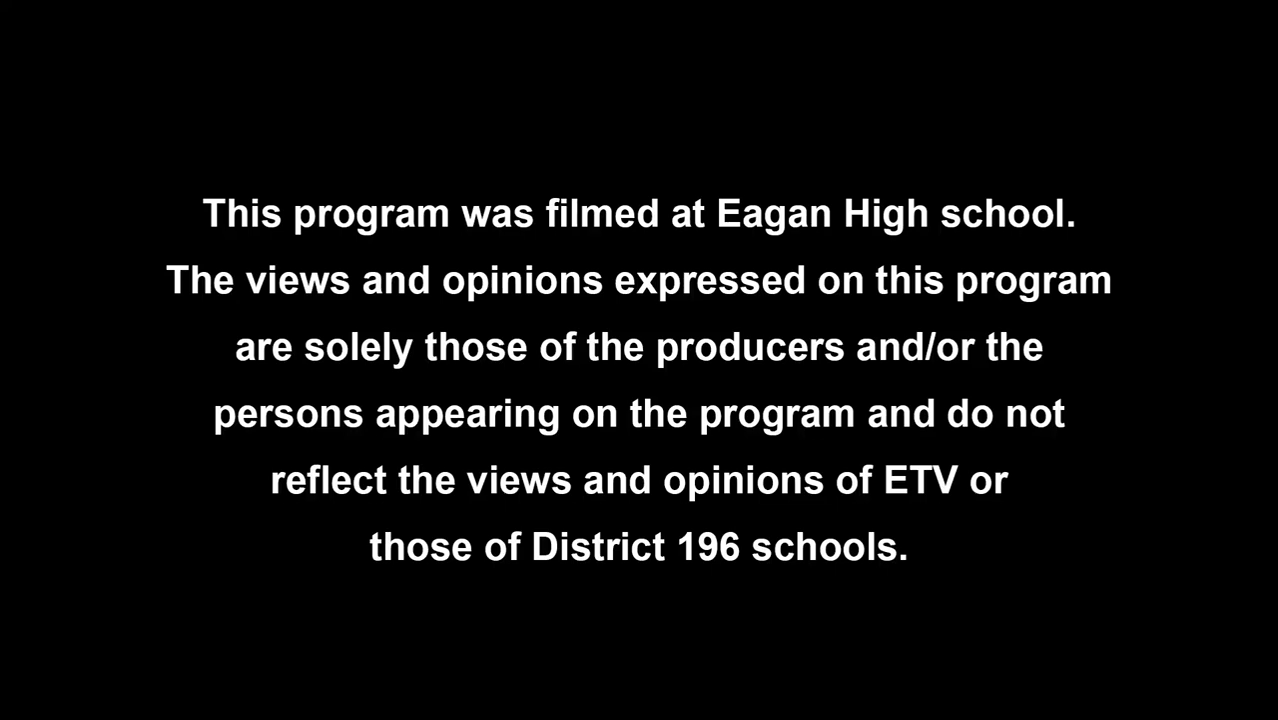 This program was filmed at Eagan High school.
The views and opinions expressed on this program
are solely those of the producers and/or the
persons appearing on the program and do not
reflect the views and opinions of ETV or
those of District 196 schools.